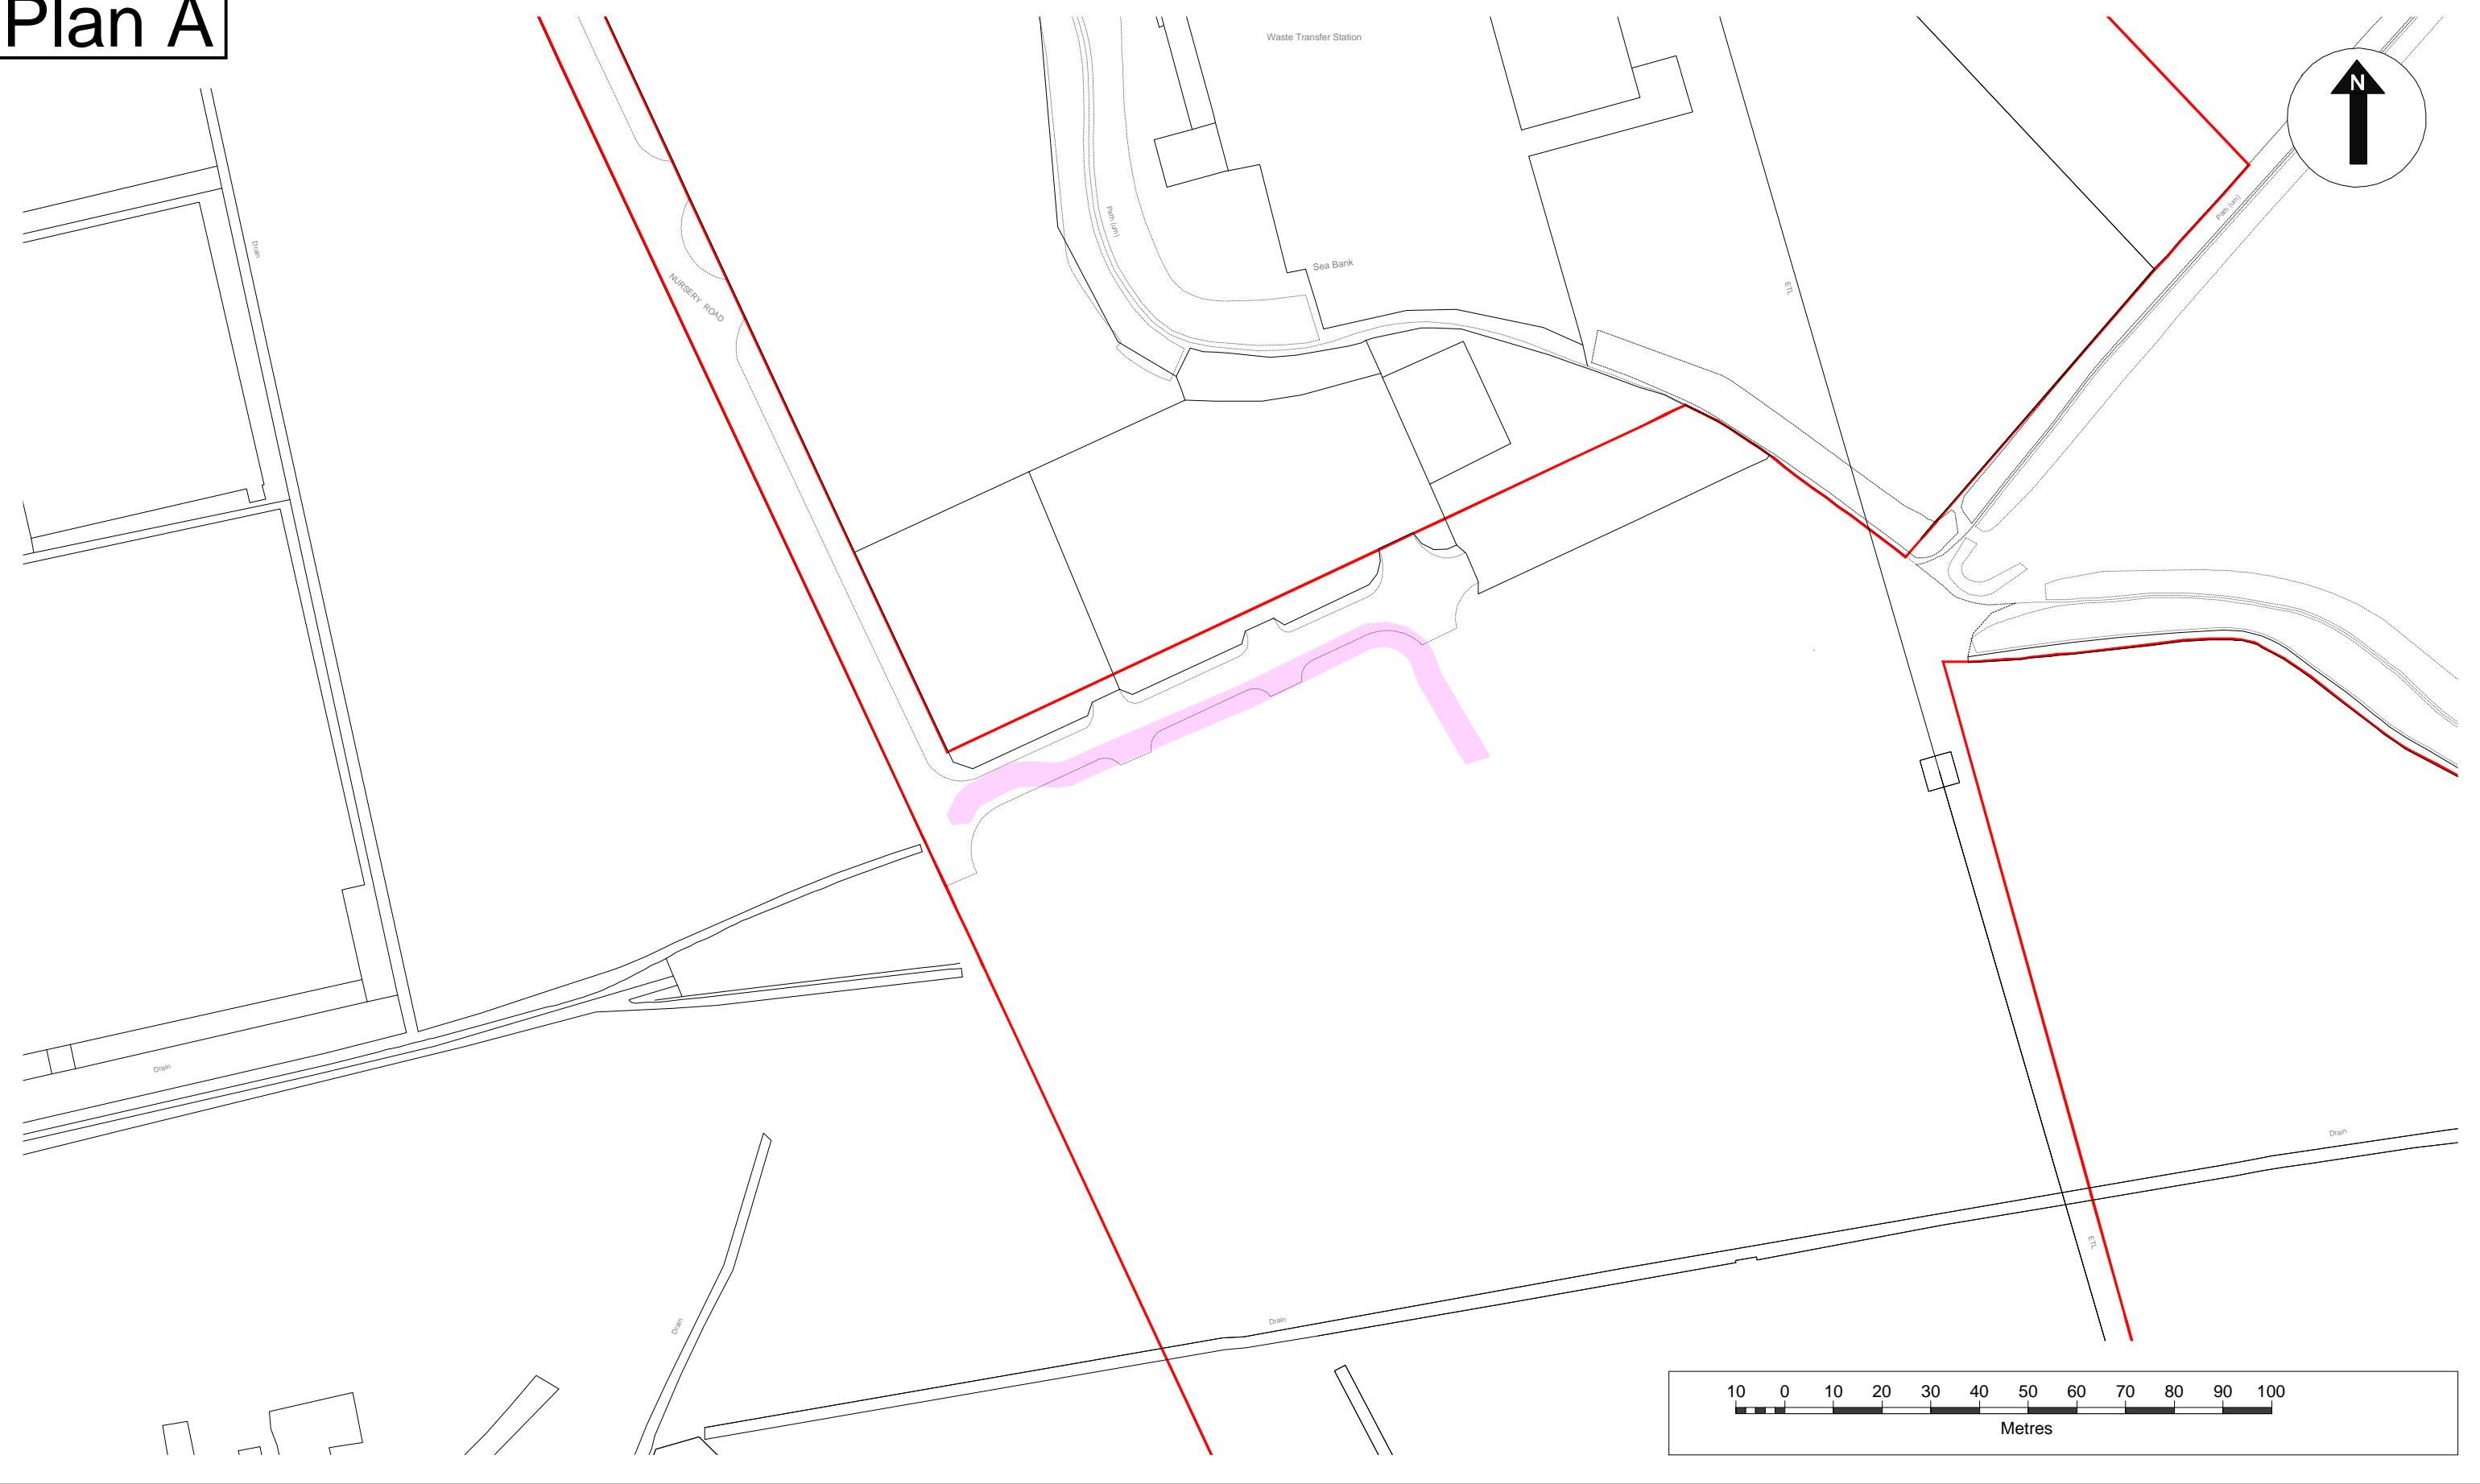 Plan A
Waste Transfer Station
N
Path (um)
Path (um)
Drain
Sea Bank
NURSERY ROAD
ETL
Drain
Drain
ETL
Drain
Drain
10 0 10 20 30 40 50 60 70 80 90 100
Metres